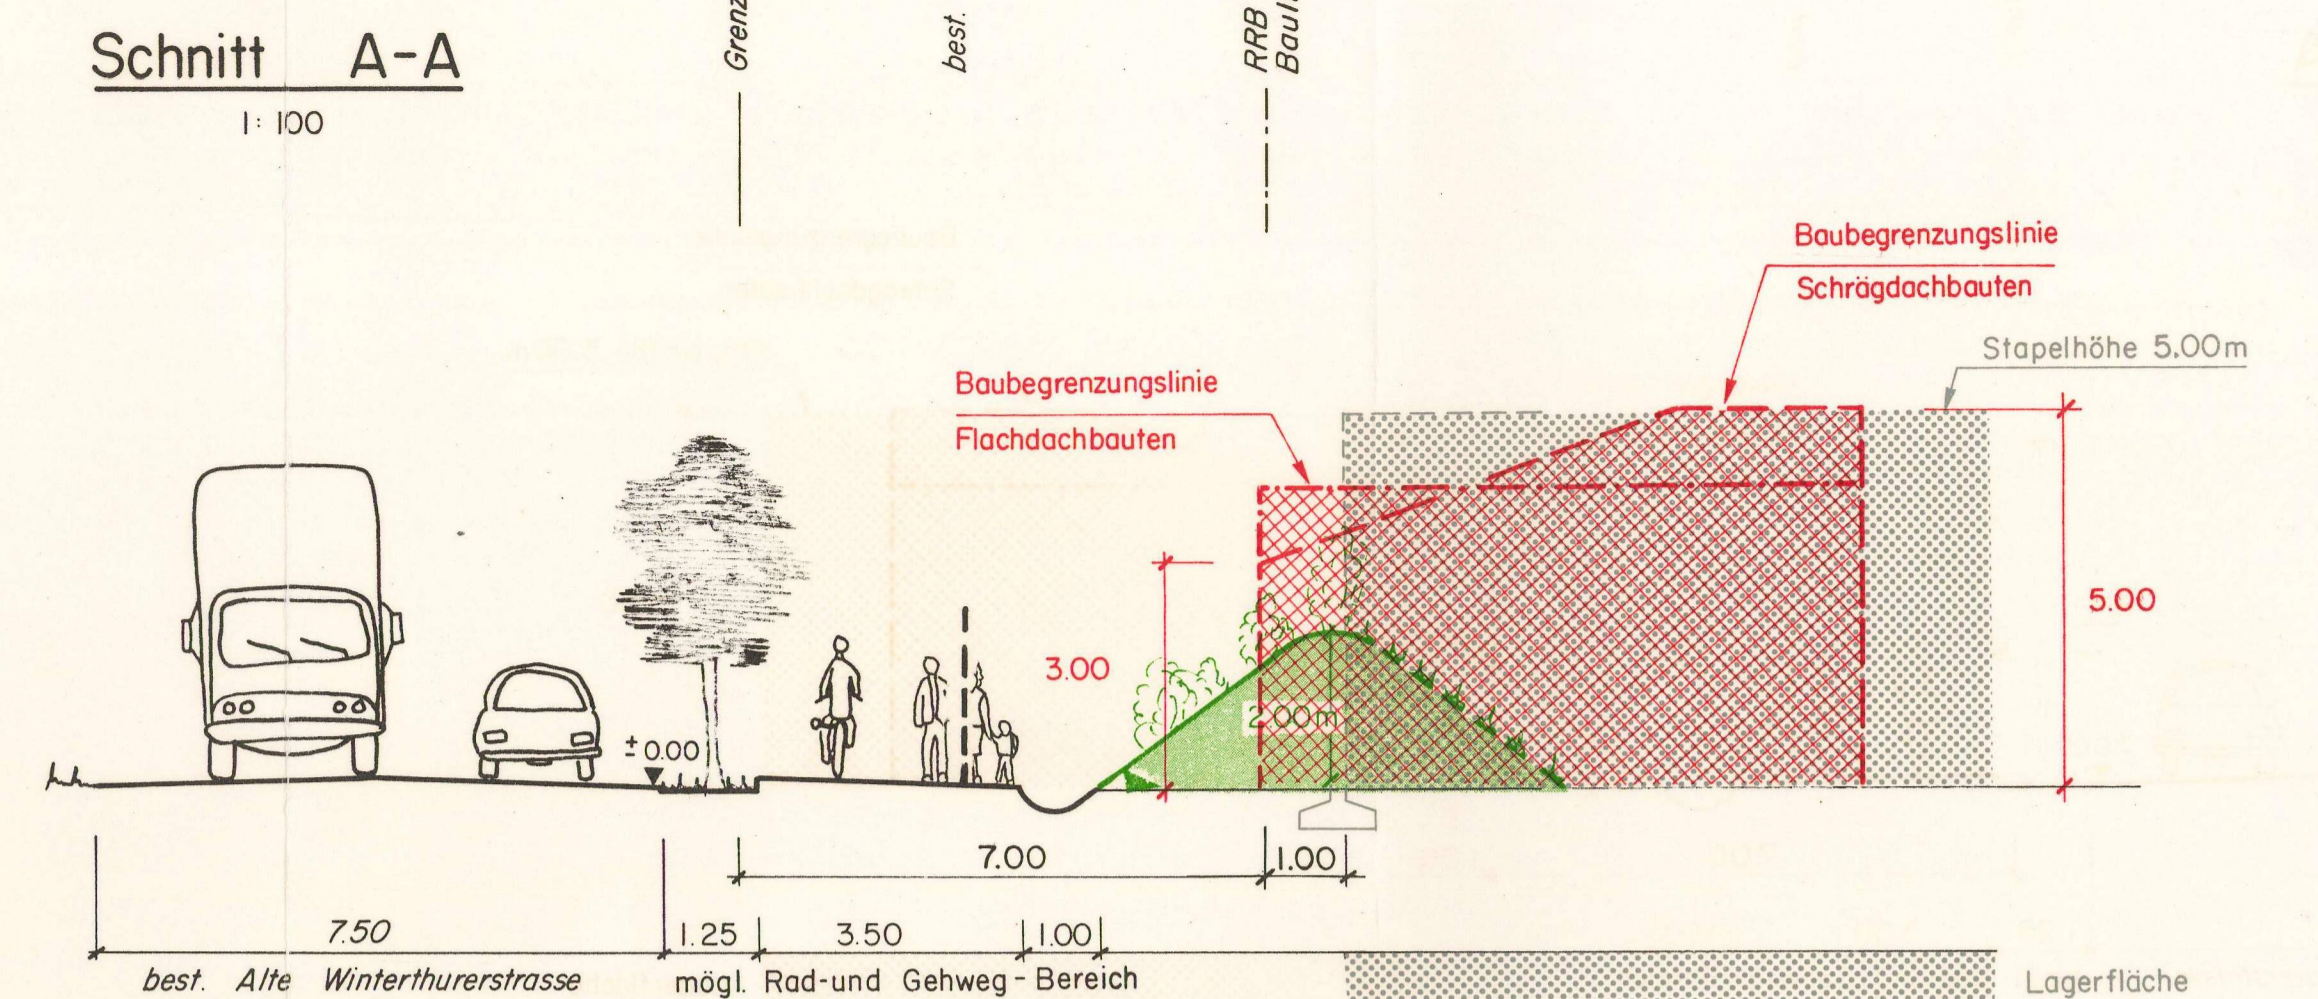 Schnitt A-A
1:100
Grenz
best.
RRB
Baul
Baubegrenzungslinie
Schrägdachbauten
Stapelhöhe 5.00m
Baubegrenzungslinie
Flachdachbauten
5.00
3.00
2.00m
±0.00
7.00
1.00
7.50
1.25
3.50
1.00
best. Alte Winterthurerstrasse
mögl. Rad-und Gehweg-Bereich
Lagerfläche